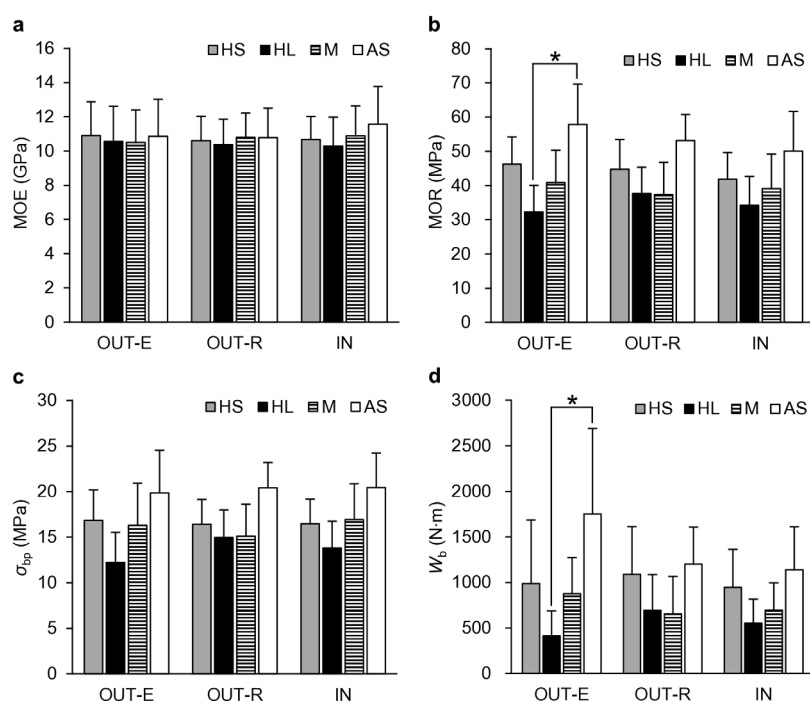 a
HS HL M AS
MOE (GPa)
16
14
12
10
8
6
4
2
0
OUT-E OUT-R IN
b
HS HL M AS
MOR (MPa)
80
70
60
50
40
30
20
10
0
*
OUT-E OUT-R IN
c
HS HL M AS
σbp (MPa)
30
25
20
15
10
5
0
OUT-E OUT-R IN
d
HS HL M AS
Wb (N·m)
3000
2500
2000
1500
1000
500
0
*
OUT-E OUT-R IN